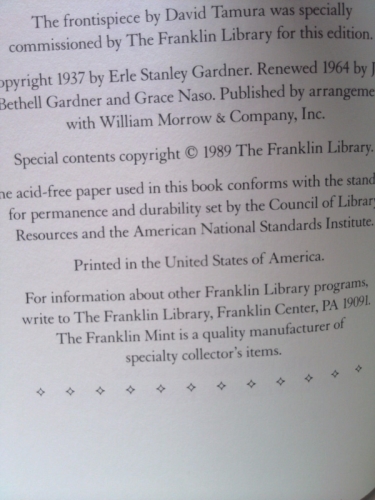 The frontispiece by David Tamura was specially
commissioned by The Franklin Library for this edition.
opyright 1937 by Erle Stanley Gardner. Renewed 1964 by J
Bethell Gardner and Grace Naso. Published by arrangeme
with William Morrow & Company, Inc.
Special contents copyright © 1989 The Franklin Library.
he acid-free paper used in this book conforms with the stand
for permanence and durability set by the Council of Librar
Resources and the American National Standards Institute.
Printed in the United States of America.
For information about other Franklin Library programs,
write to The Franklin Library, Franklin Center, PA 19091.
The Franklin Mint is a quality manufacturer of
specialty collector's items.